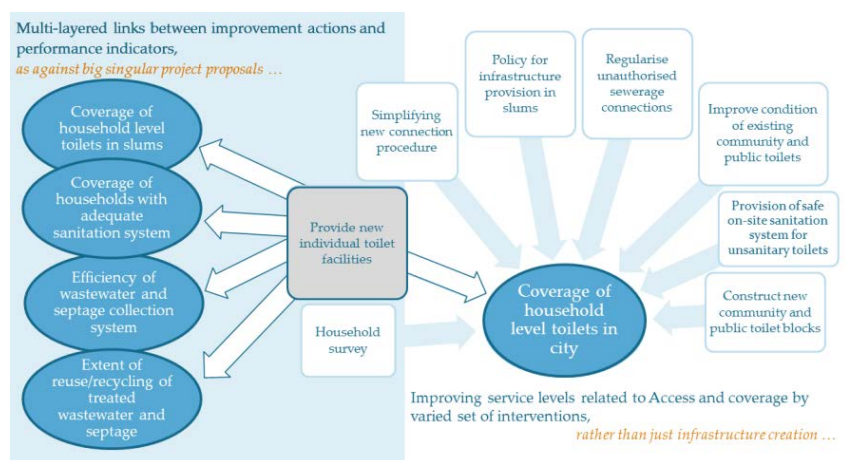 Multi-layered links between improvement actions and
performance indicators,
as against big singular project proposals ...
Coverage of
household level
toilets in slums
Coverage of
households with
adequate
sanitation system
Efficiency of
wastewater and
septage collection
system
Extent of
reuse/recycling of
treated
wastewater and
septage
Provide new
individual toilet
facilities
Household
survey
Simplifying
new connection
procedure
Policy for
infrastructure
provision in
slums
Regularise
unauthorised
sewerage
connections
Improve condition
of existing
community and
public toilets
Provision of safe
on-site sanitation
system for
unsanitary toilets
Construct new
community and
public toilet blocks
Coverage of
household
level toilets in
city
Improving service levels related to Access and coverage by
varied set of interventions,
rather than just infrastructure creation ...